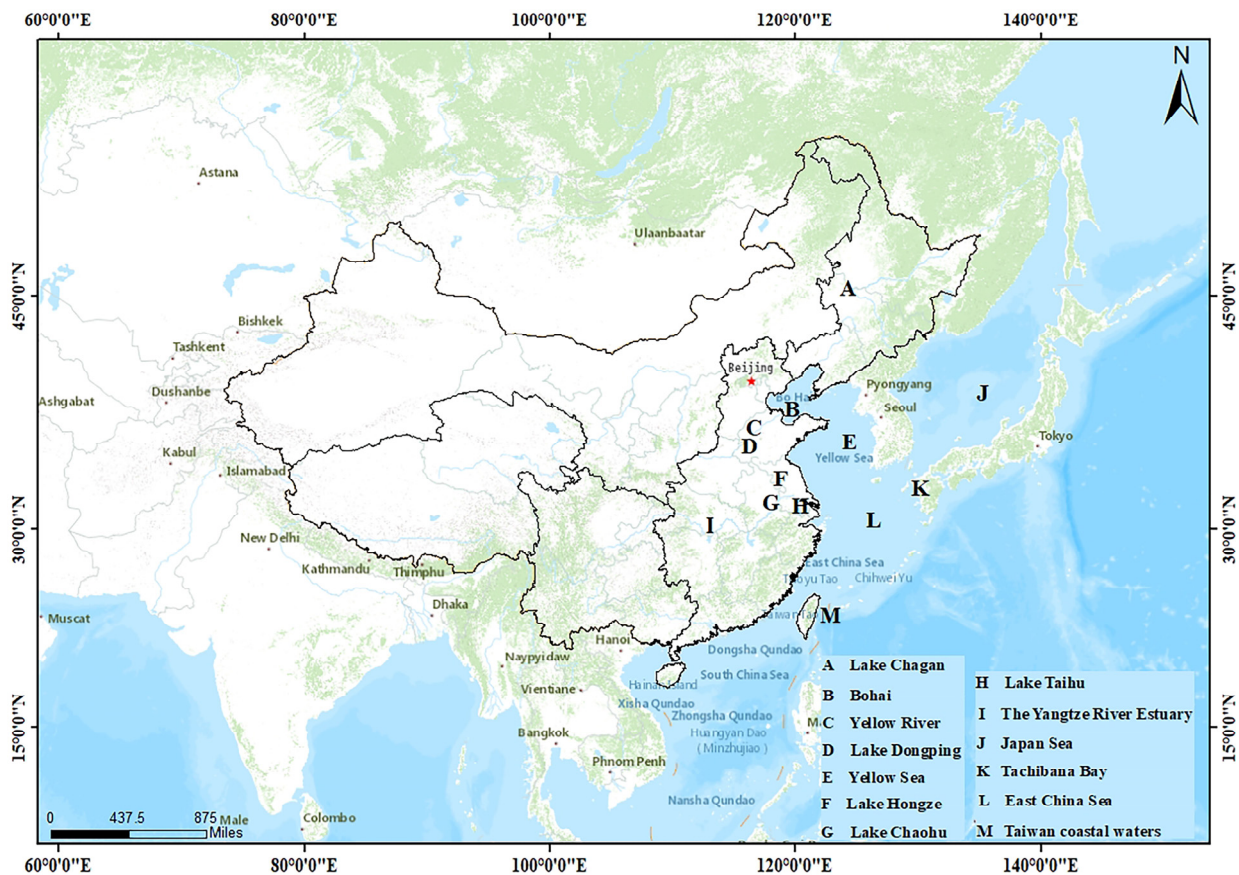 60°0'0"E 80°0'0"E 100°0'0"E 120°0'0"E 140°0'0"E
N
Astana
Ulaanbaatar
45°0'0"N
45°0'0"N
A
Bishkek
Tashkent
Beijing
Dushanbe
Pyongyang
Ashgabat
Bo Ha
B
J
Seoul
C
Tokyo
D
E
Kabul
Yellow Sea
Islamabad
F
K
G
H
I
L
30°0'0"N
30°0'0"N
New Delhi
Kathmandu
Thimphu
East China Sea
Chihwei Yu
Dhaka
Muscat
M
Hanoi
Dongsha Qundao
Naypyidaw
South China Sea
Vientiane
Hainan Island
Xisha Qundao
Zhongsha Qundao
Bangkok
Huangyan Dao
(Minzhujiao)
Phnom Penh
Nansha Qundao
15°0'0"N
15°0'0"N
Male
Colombo
A Lake Chagan
B Bohai
C Yellow River
D Lake Dongping
E Yellow Sea
F Lake Hongze
G Lake Chaohu
H Lake Taihu
I The Yangtze River Estuary
J Japan Sea
K Tachibana Bay
L East China Sea
M Taiwan coastal waters
0 437.5 875
Miles
60°0'0"E 80°0'0"E 100°0'0"E 120°0'0"E 140°0'0"E